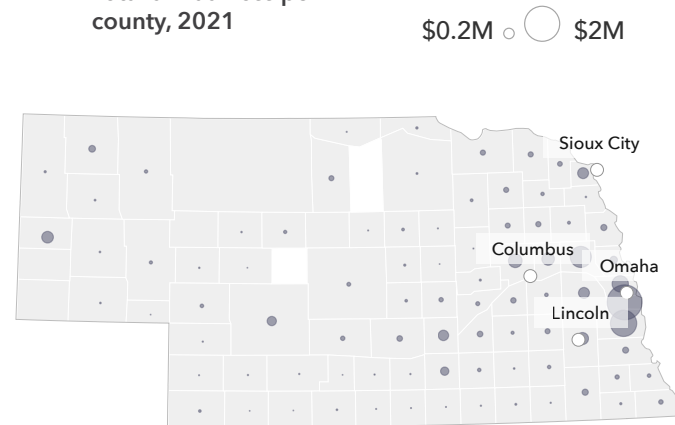 county, 2021
$0.2M $2M
Sioux City
Columbus
Omaha
Lincoln